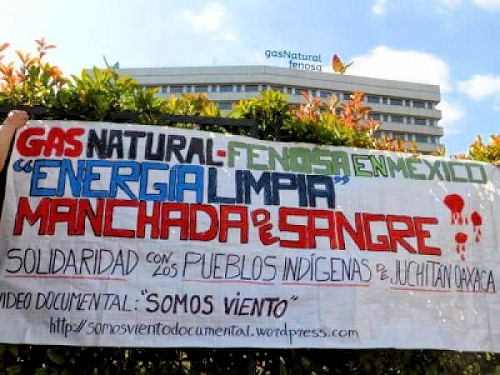 gasNatural
fenosa
GAS NATURAL-FENOSA EN MÉXICO
"ENERGÍA LIMPIA"
MANCHADA DE SANGRE
SOLIDARIDAD CON LOS PUEBLOS INDÍGENAS DE JUCHITÁN OAXACA
VIDEO DOCUMENTAL: "SOMOS VIENTO"
http://somosvientodocumental.wordpress.com